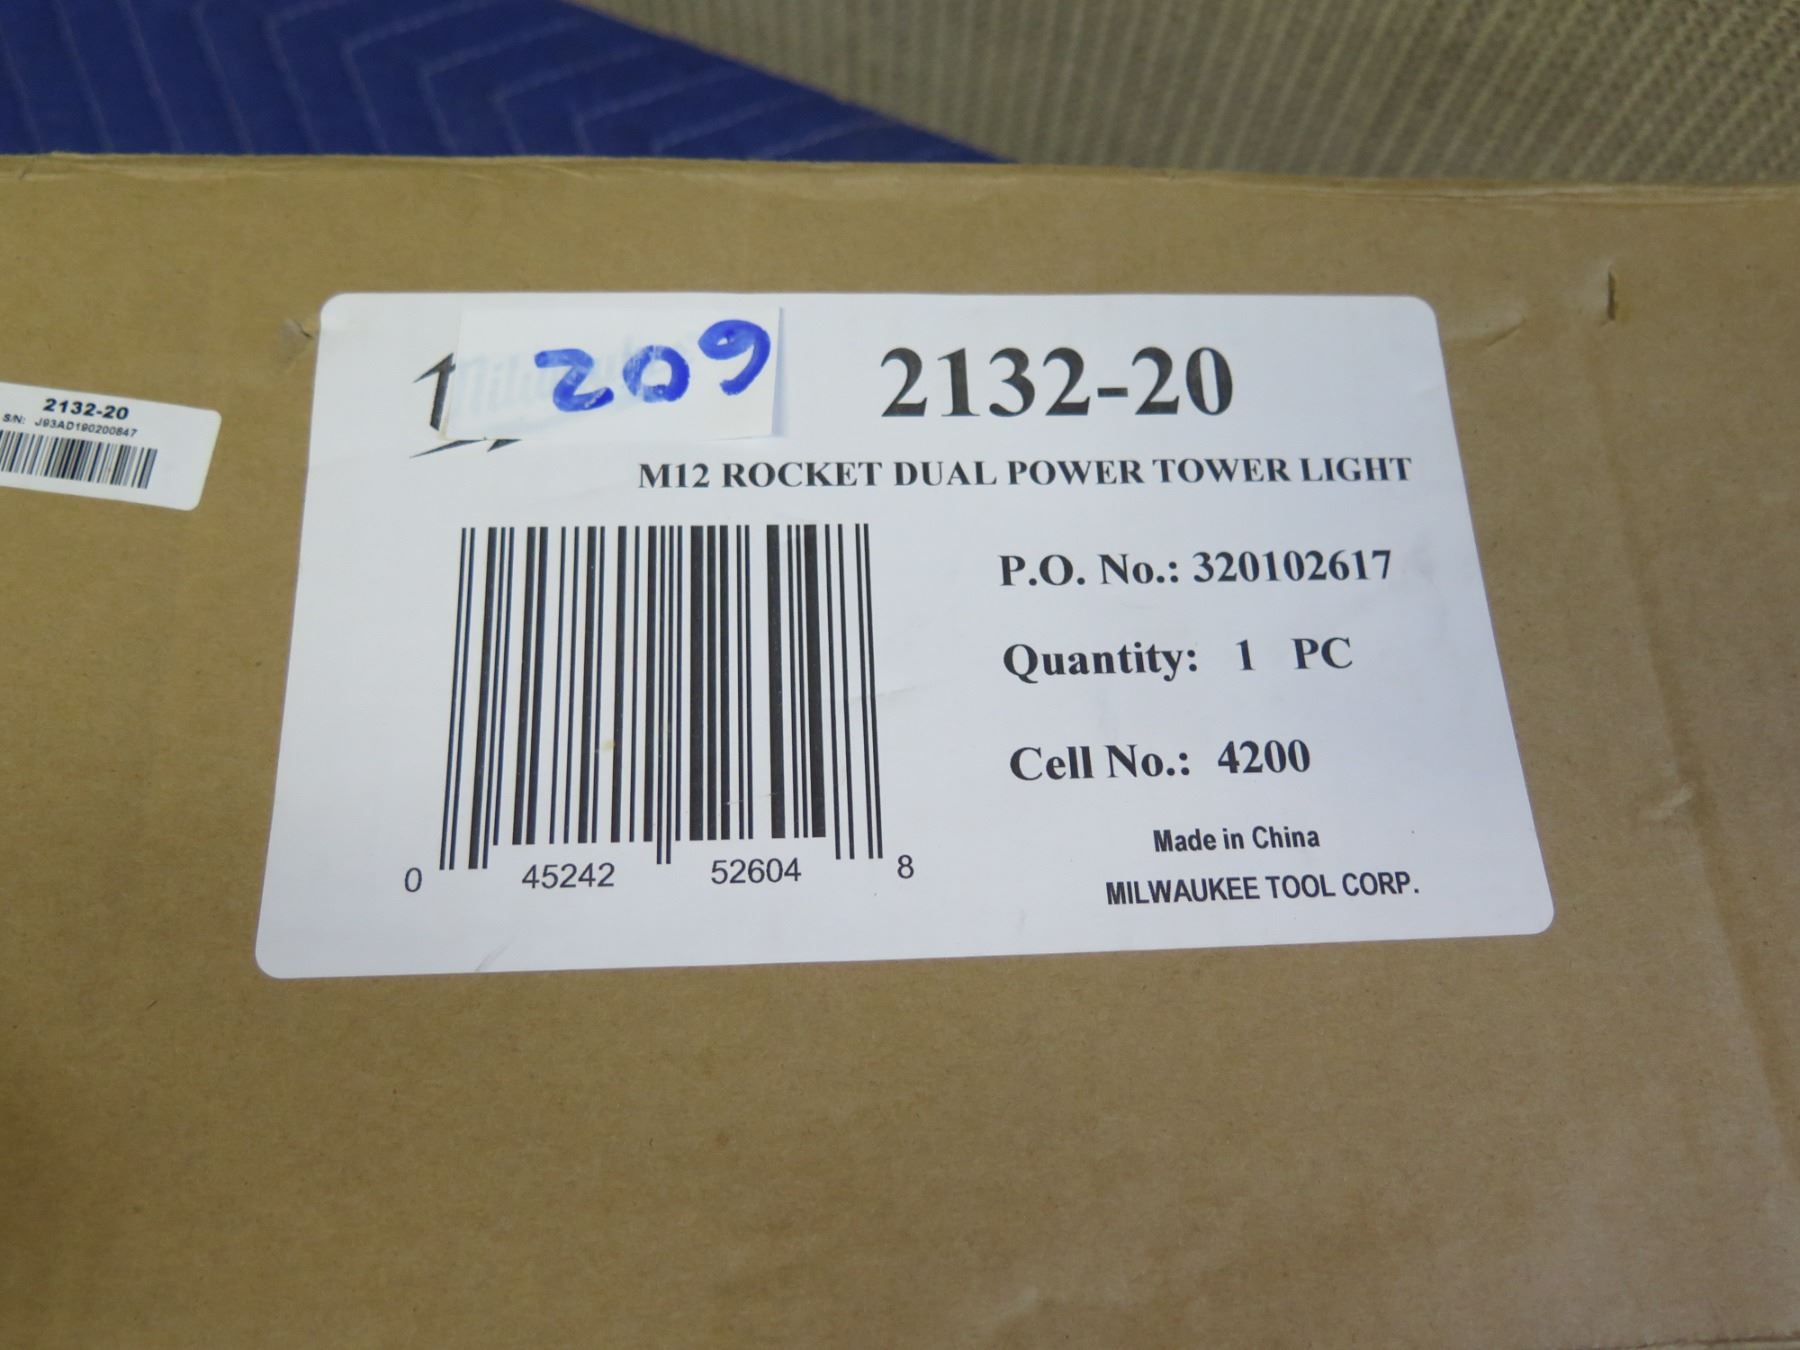 209
2132-20
M12 ROCKET DUAL POWER TOWER LIGHT
P.O. No.: 320102617
Quantity: 1 PC
Cell No.: 4200
Made in China
MILWAUKEE TOOL CORP.
0 45242 52604 8
2132-20
S/N: J93AD190200847